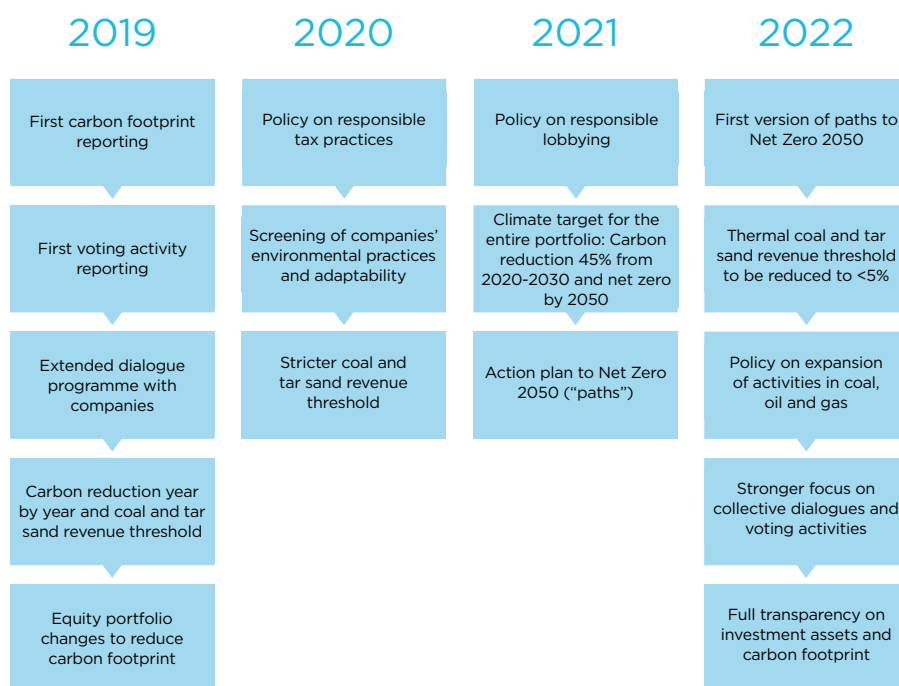 2019
First carbon footprint
reporting
First voting activity
reporting
Extended dialogue
programme with
companies
Carbon reduction year
by year and coal and tar
sand revenue threshold
Equity portfolio
changes to reduce
carbon footprint
2020
Policy on responsible
tax practices
Screening of companies’
environmental practices
and adaptability
Stricter coal and
tar sand revenue
threshold
2021
Policy on responsible
lobbying
Climate target for the
entire portfolio: Carbon
reduction 45% from
2020-2030 and net zero
by 2050
Action plan to Net Zero
2050 (“paths”)
2022
First version of paths to
Net Zero 2050
Thermal coal and tar
sand revenue threshold
to be reduced to <5%
Policy on expansion
of activities in coal,
oil and gas
Stronger focus on
collective dialogues and
voting activities
Full transparency on
investment assets and
carbon footprint